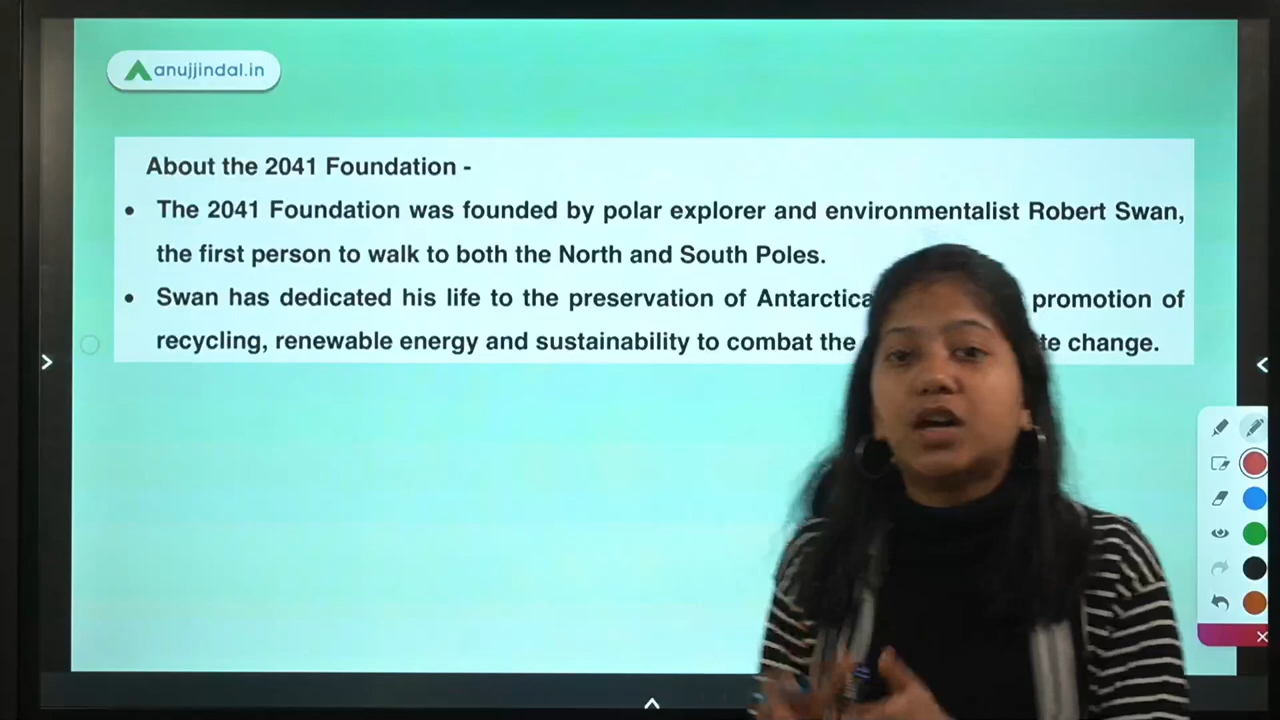 anujjindal.in
About the 2041 Foundation -
• The 2041 Foundation was founded by polar explorer and environmentalist Robert Swan,
the first person to walk to both the North and South Poles.
• Swan has dedicated his life to the preservation of Antarctica promotion of
recycling, renewable energy and sustainability to combat the change.